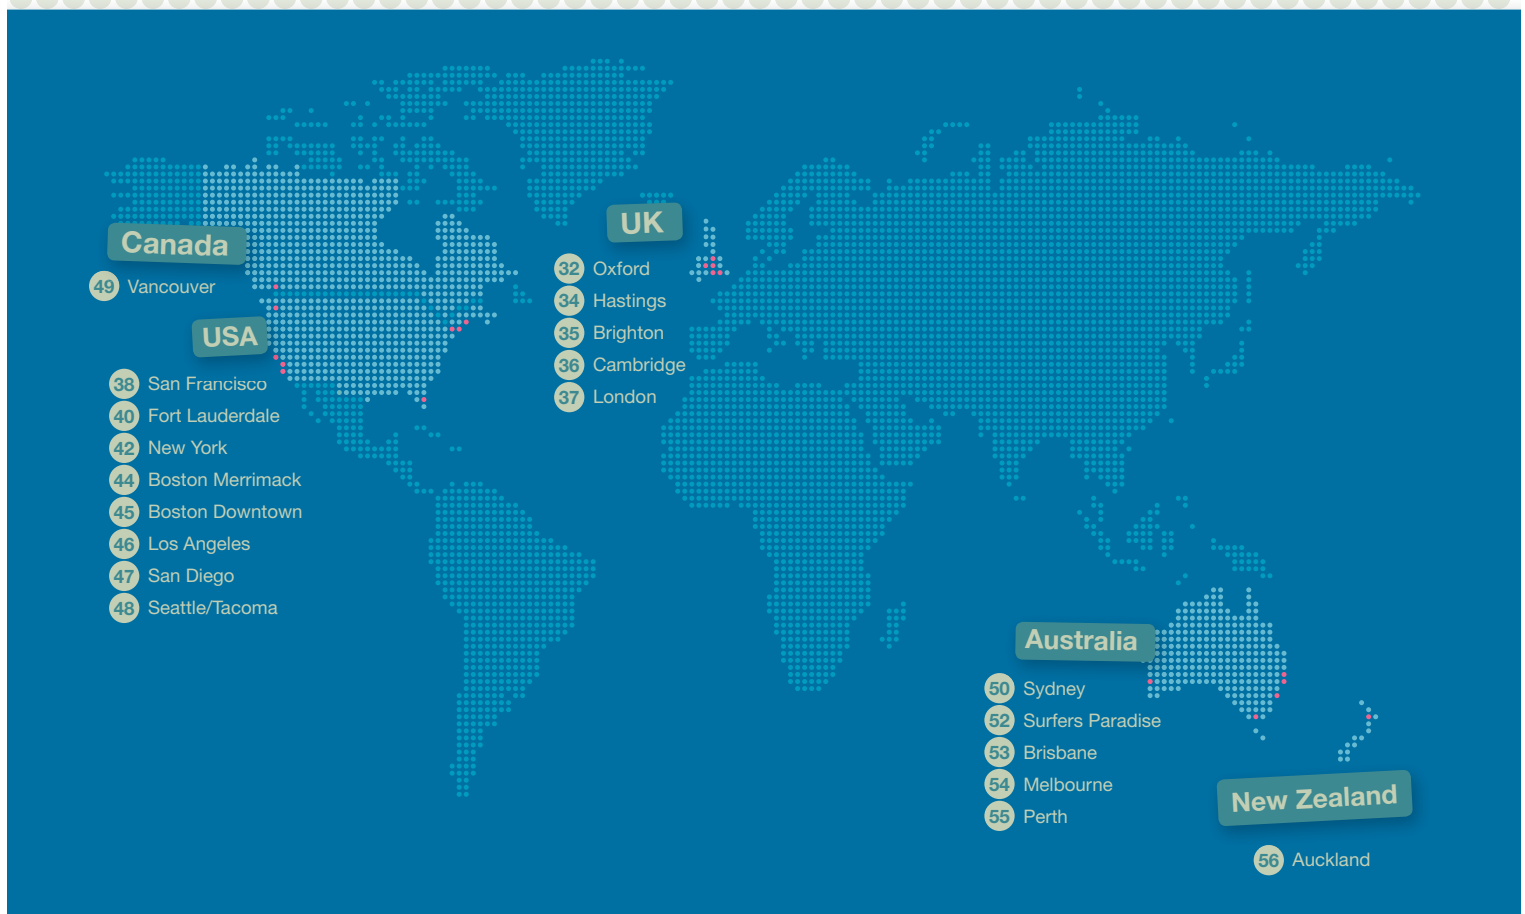 Canada
49 Vancouver
USA
38 San Francisco
40 Fort Lauderdale
42 New York
44 Boston Merrimack
45 Boston Downtown
46 Los Angeles
47 San Diego
48 Seattle/Tacoma
UK
32 Oxford
34 Hastings
35 Brighton
36 Cambridge
37 London
Australia
50 Sydney
52 Surfers Paradise
53 Brisbane
54 Melbourne
55 Perth
New Zealand
56 Auckland